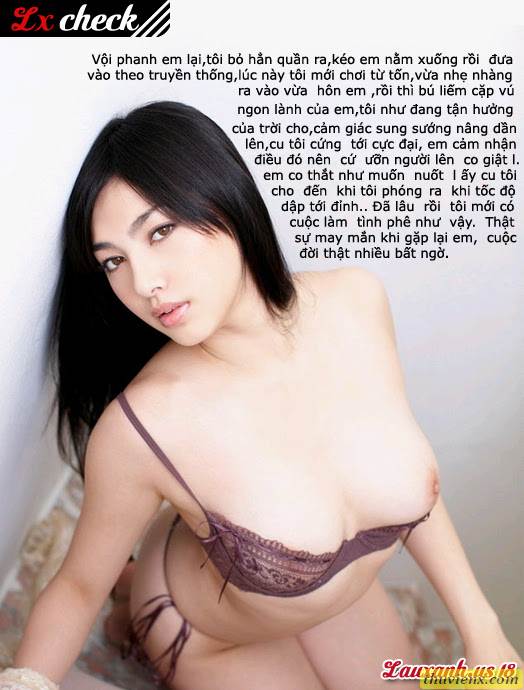 Lx check
Vội phanh em lại,tôi bỏ hẳn quần ra,kéo em nằm xuống rồi đưa
vào theo truyền thống,lúc này tôi mới chơi từ tốn,vừa nhẹ nhàng
ra vào vừa hôn em ,rồi thì bú liếm cặp vú
ngon lành của em,tôi như đang tận hưởng
của trời cho,cảm giác sung sướng nâng dần
lên,cu tôi cứng tới cực đại, em cảm nhận
điều đó nên cứ ưỡn người lên co giật l.
em co thắt như muốn nuốt l ấy cu tôi
cho đến khi tôi phóng ra khi tốc độ
dập tới đỉnh.. Đã lâu rồi tôi mới có
cuộc làm tình phê như vậy. Thật
sự may mắn khi gặp lại em, cuộc
đời thật nhiều bất ngờ.
Lauxanh.us 18
thuvienx.com